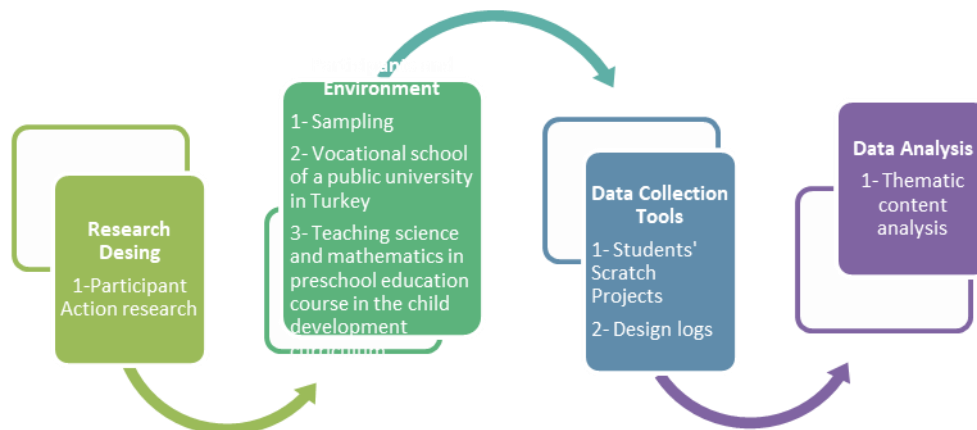 Research
Desing
1-Participant
Action research
Environment
1- Sampling
2- Vocational school
of a public university
in Turkey
3- Teaching science
and mathematics in
preschool education
course in the child
development
curriculum
Data Collection
Tools
1- Students'
Scratch
Projects
2- Design logs
Data Analysis
1- Thematic
content
analysis